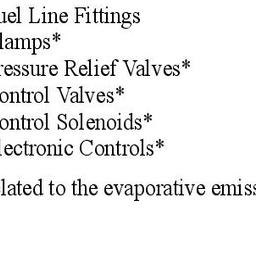 uel Line Fittings
lamps*
ressure Relief Valves*
ontrol Valves*
ontrol Solenoids*
lectronic Controls*
lated to the evaporative emiss